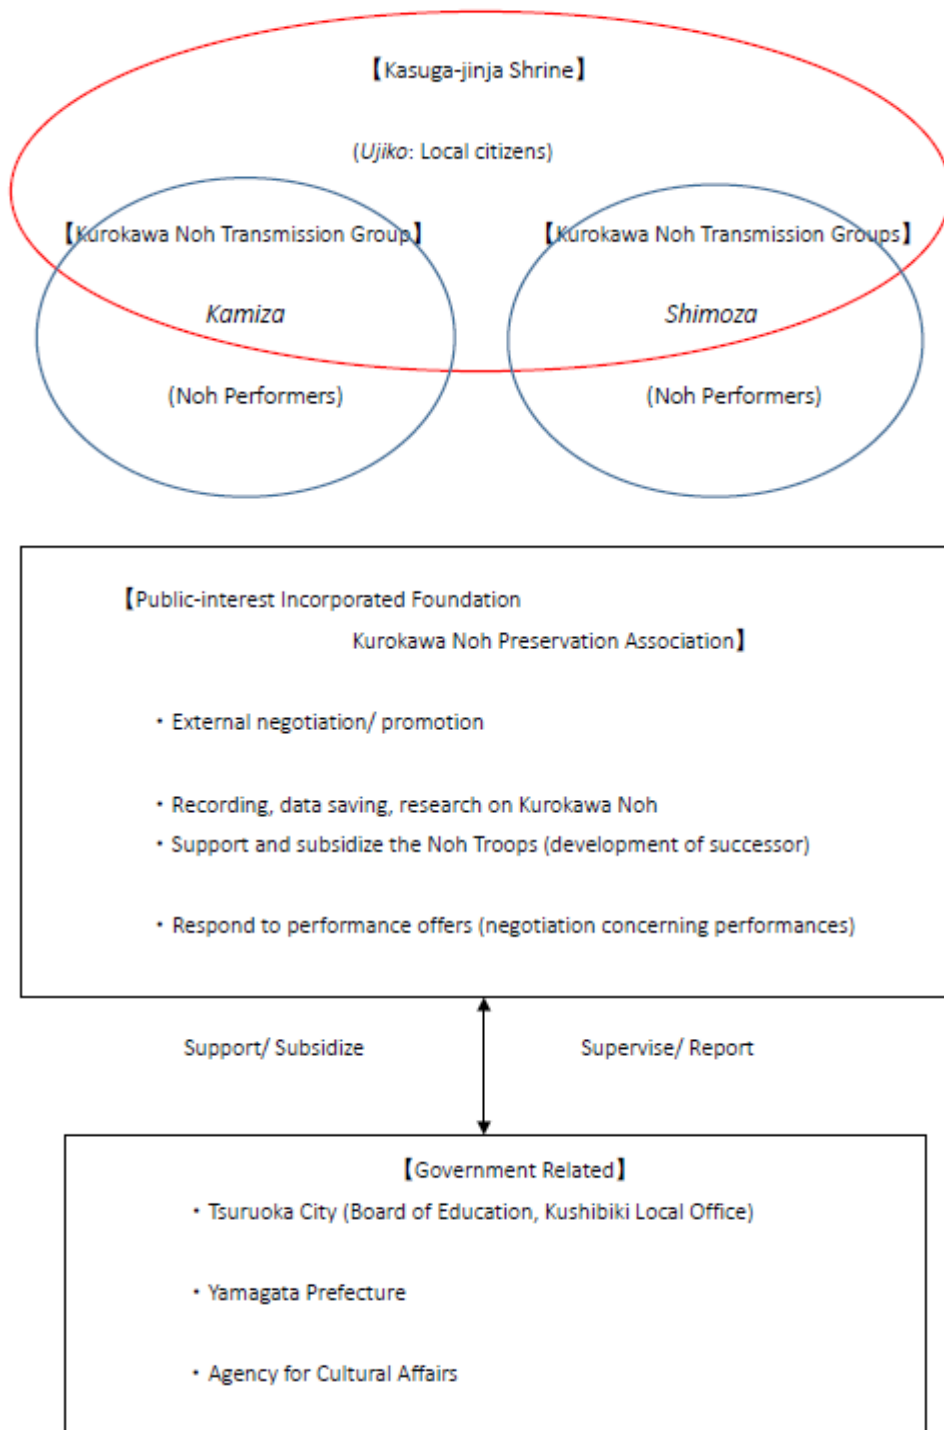 【Kasuga-jinja Shrine】
(Ujiko: Local citizens)
【Kurokawa Noh Transmission Group】
【Kurokawa Noh Transmission Groups】
Kamiza
Shimoza
(Noh Performers)
(Noh Performers)
【Public-interest Incorporated Foundation
Kurokawa Noh Preservation Association】
・External negotiation/ promotion
・Recording, data saving, research on Kurokawa Noh
・Support and subsidize the Noh Troops (development of successor)
・Respond to performance offers (negotiation concerning performances)
Support/ Subsidize
Supervise/ Report
【Government Related】
・Tsuruoka City (Board of Education, Kushibiki Local Office)
・Yamagata Prefecture
・Agency for Cultural Affairs